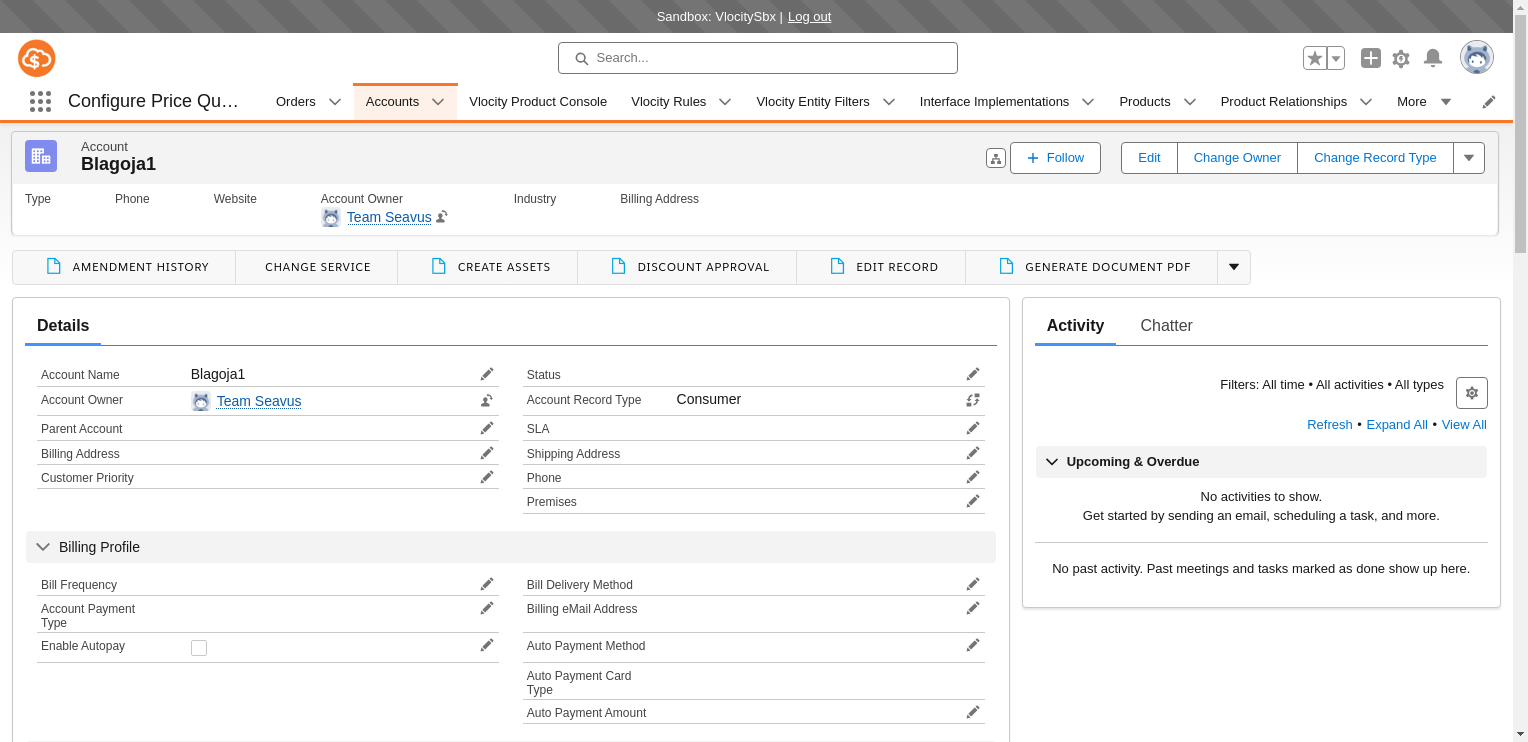 Sandbox: VlocitySbx | Log out
Search...
Configure Price Qu...
Orders
Accounts
Vlocity Product Console
Vlocity Rules
Vlocity Entity Filters
Interface Implementations
Products
Product Relationships
More
Account
Blagoja1
Follow
Edit
Change Owner
Change Record Type
Type
Phone
Website
Account Owner
Industry
Billing Address
Team Seavus
AMENDMENT HISTORY
CHANGE SERVICE
CREATE ASSETS
DISCOUNT APPROVAL
EDIT RECORD
GENERATE DOCUMENT PDF
Details
Account Name
Blagoja1
Status
Account Owner
Team Seavus
Account Record Type
Consumer
Parent Account
SLA
Billing Address
Shipping Address
Customer Priority
Phone
Premises
Billing Profile
Bill Frequency
Bill Delivery Method
Account Payment
Type
Billing eMail Address
Enable Autopay
Auto Payment Method
Auto Payment Card
Type
Auto Payment Amount
Activity
Chatter
Filters: All time • All activities • All types
Refresh • Expand All • View All
Upcoming & Overdue
No activities to show.
Get started by sending an email, scheduling a task, and more.
No past activity. Past meetings and tasks marked as done show up here.